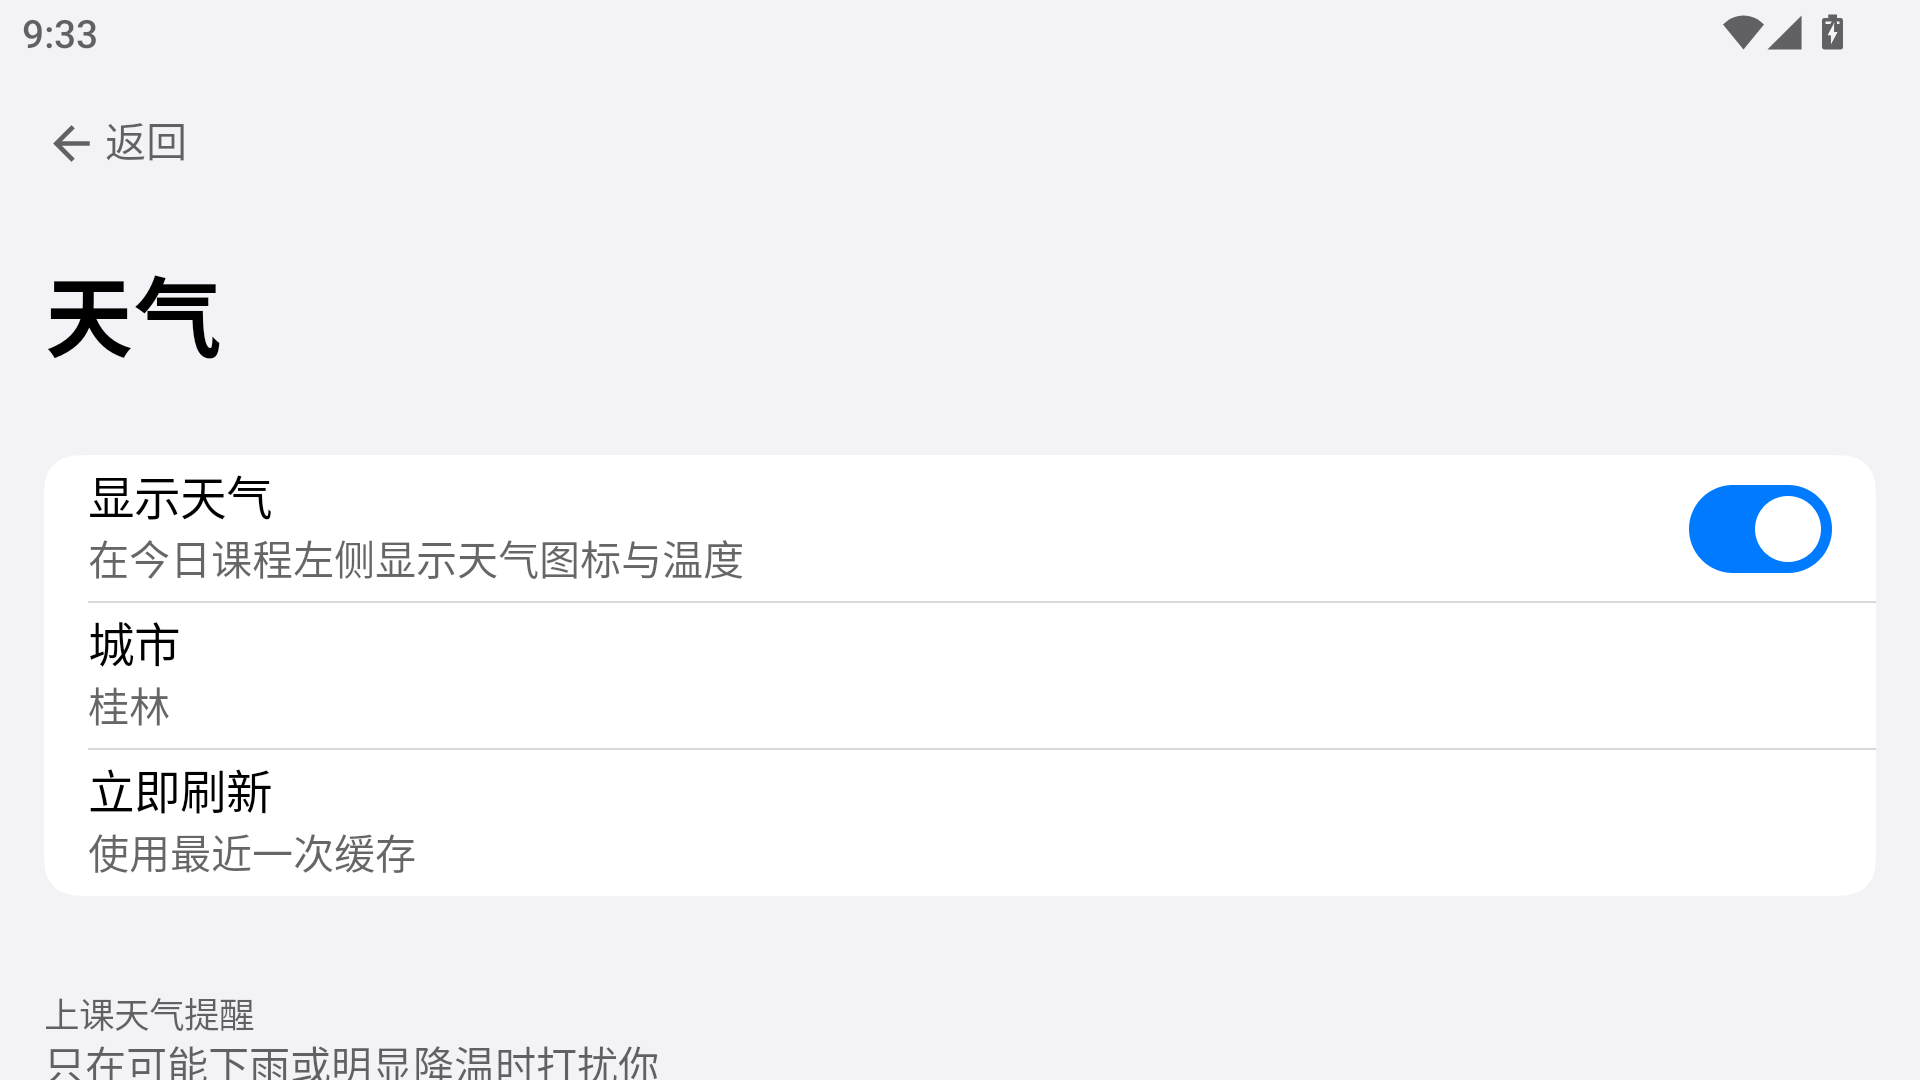 9:33
返回
天气
显示天气
在今日课程左侧显示天气图标与温度
城市
桂林
立即刷新
使用最近一次缓存
上课天气提醒
只在可能下雨或明显降温时打扰你